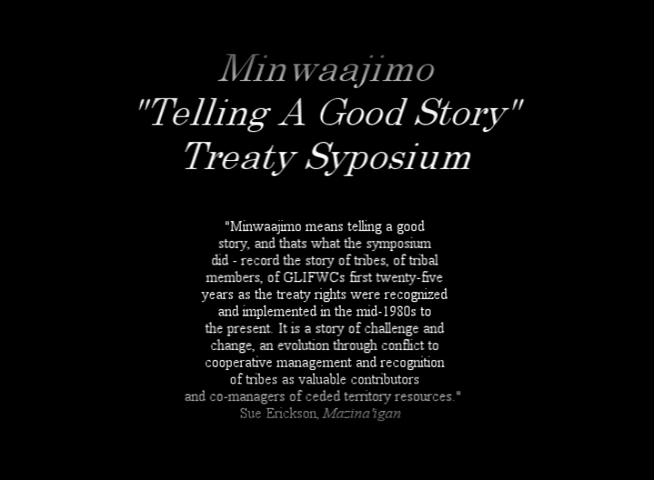 Minwaajimo
"Telling A Good Story"
Treaty Syposium
"Minwaajimo means telling a good
story, and thats what the symposium
did - record the story of tribes, of tribal
members, of GLIFWCs first twenty-five
years as the treaty rights were recognized
and implemented in the mid-1980s to
the present. It is a story of challenge and
change, an evolution through conflict to
cooperative management and recognition
of tribes as valuable contributors
and co-managers of ceded territory resources."
Sue Erickson, Mazina'igan